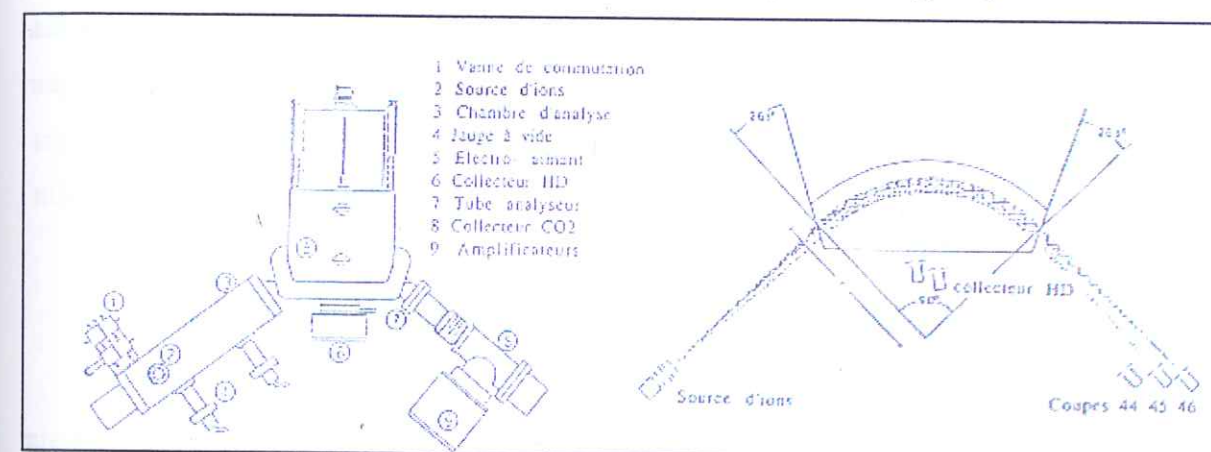 1 Vanne de commutation
2 Source d'ions
3 Chambre d'analyse
4 Jauge à vide
5 Electro-aimant
6 Collecteur HD
7 Tube analyseur
8 Collecteur CO2
9 Amplificateurs
collecteur HD
90°
Source d'ions
Coupes 44 45 46